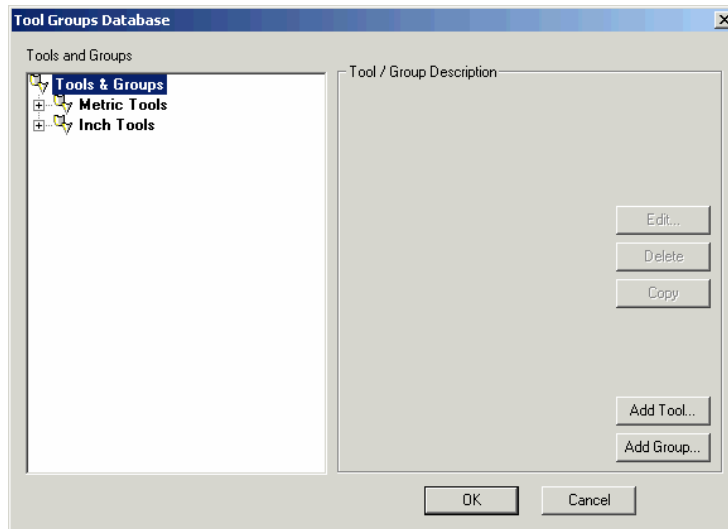 Tool Groups Database
Tools and Groups
Tools & Groups
Metric Tools
Inch Tools
Tool / Group Description
Edit...
Delete
Copy
Add Tool...
Add Group...
OK
Cancel